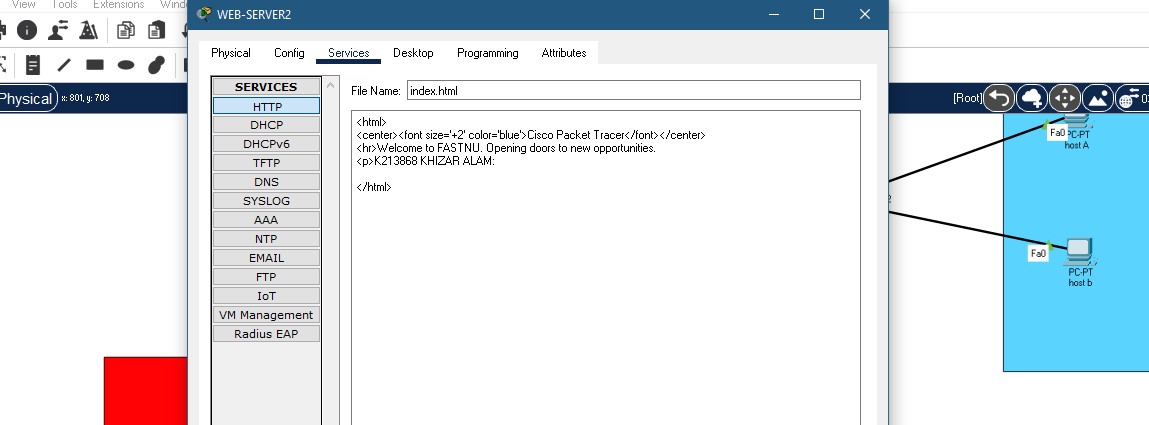 View Tools Extensions
WEB-SERVER2
Physical Config Services Desktop Programming Attributes
Physical x: 801, y: 708
[Root]
SERVICES
HTTP
DHCP
DHCPv6
TFTP
DNS
SYSLOG
AAA
NTP
EMAIL
FTP
IoT
VM Management
Radius EAP
File Name: index.html
<html>
<center><font size='+2' color='blue'>Cisco Packet Tracer</font></center>
<hr>Welcome to FASTNU. Opening doors to new opportunities.
<p>K213868 KHIZAR ALAM:
</html>
Fa0
PC-PT
host A
Fa0
PC-PT
host b